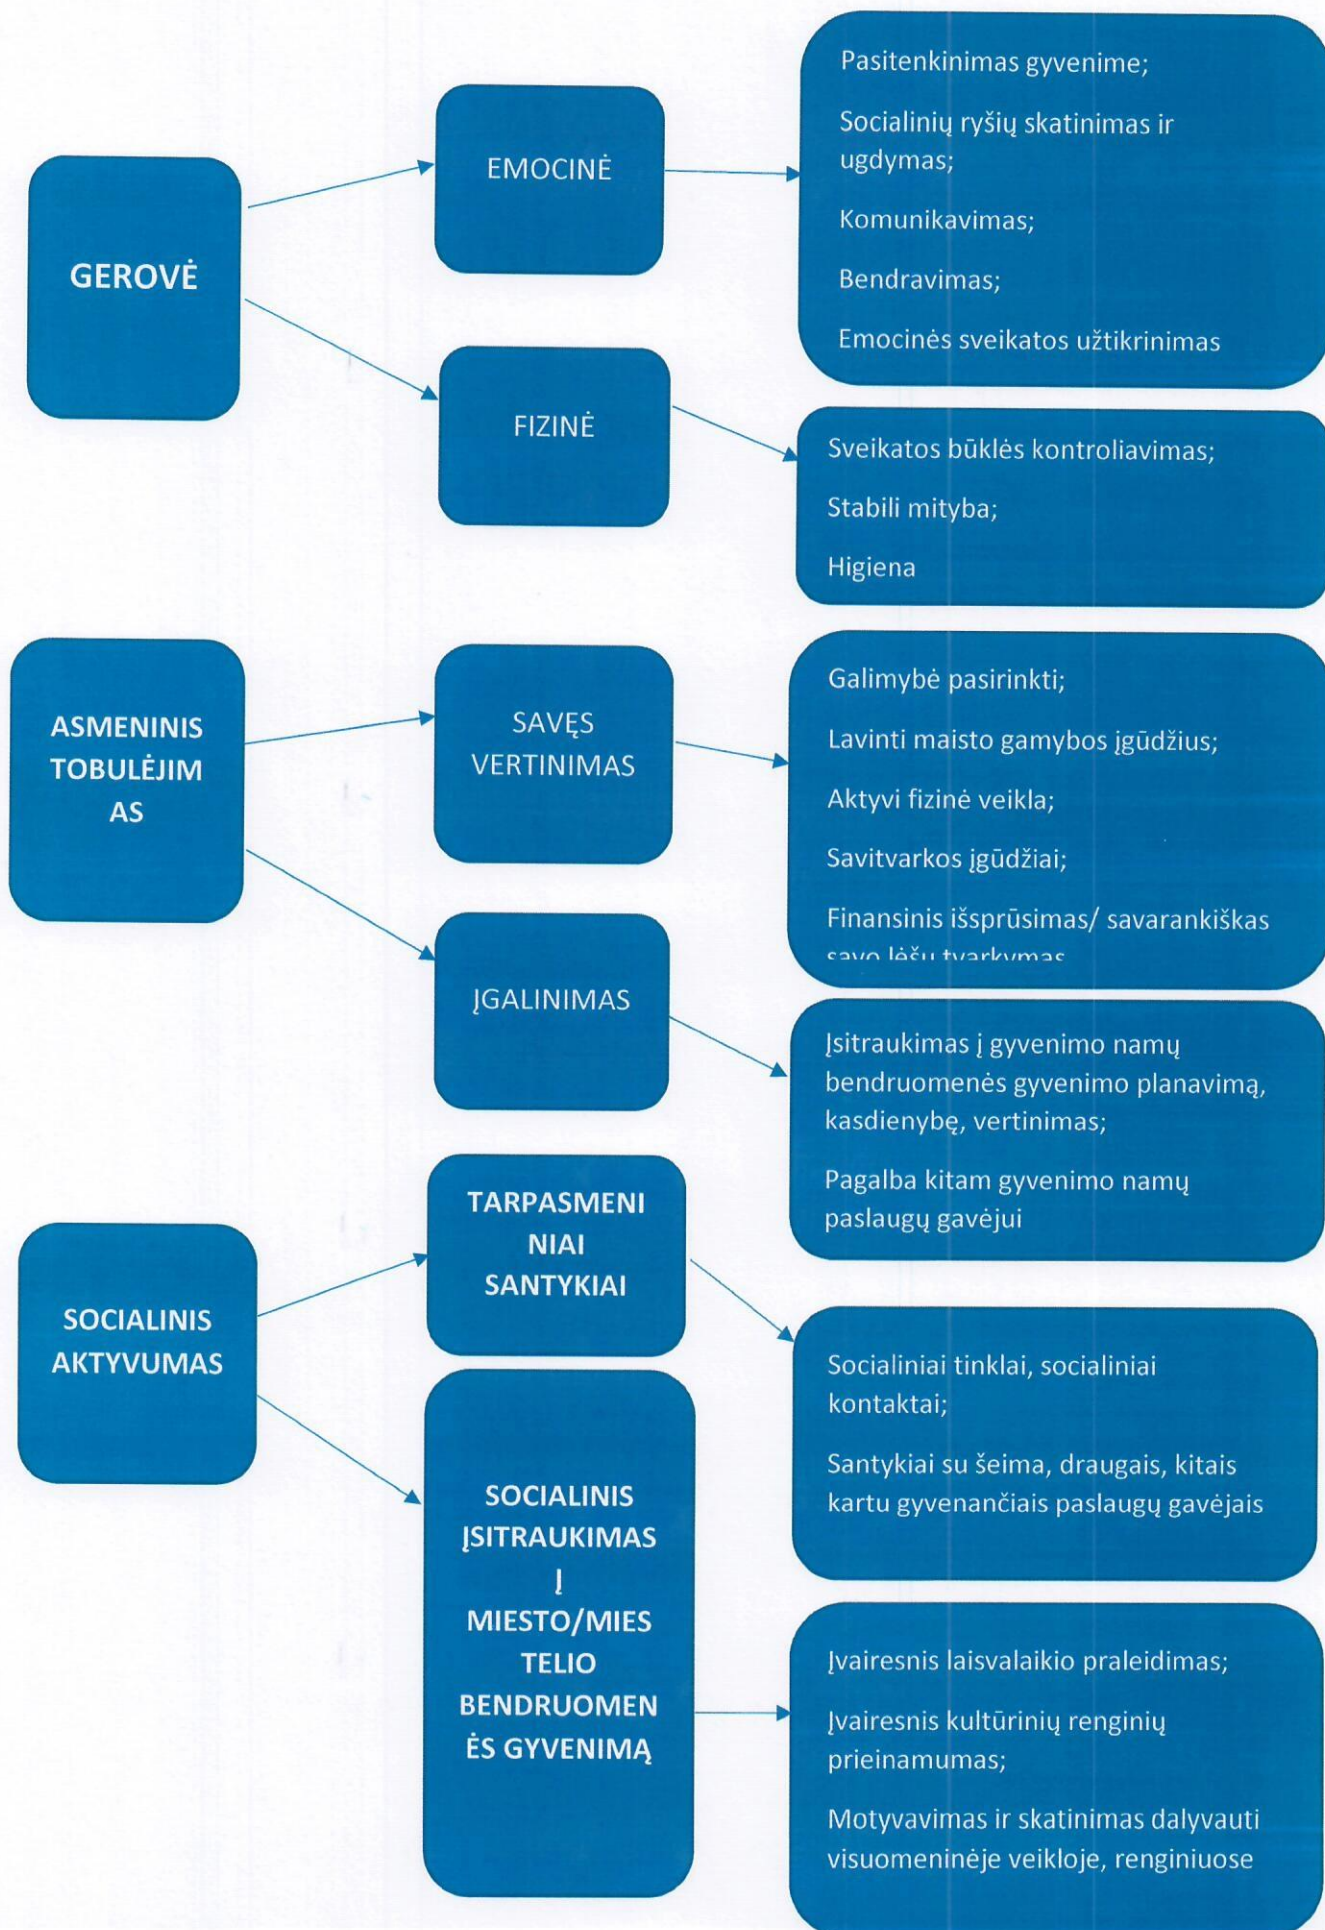 GEROVĖ
EMOCINĖ
Pasitenkinimas gyvenime;
Socialinių ryšių skatinimas ir
ugdymas;
Komunikavimas;
Bendravimas;
Emocinės sveikatos užtikrinimas
FIZINĖ
Sveikatos būklės kontroliavimas;
Stabili mityba;
Higiena
ASMENINIS
TOBULĖJIM
AS
SAVĘS
VERTINIMAS
Galimybė pasirinkti;
Lavinti maisto gamybos įgūdžius;
Aktyvi fizinė veikla;
Savitvarkos įgūdžiai;
Finansinis išsprūsimas/ savarankiškas
savo lėšų tvarkymas
ĮGALINIMAS
Įsitraukimas į gyvenimo namų
bendruomenės gyvenimo planavimą,
kasdienybę, vertinimas;
Pagalba kitam gyvenimo namų
paslaugų gavėjui
SOCIALINIS
AKTYVUMAS
TARPASMENI
NIAI
SANTYKIAI
Socialiniai tinklai, socialiniai
kontaktai;
Santykiai su šeima, draugais, kitais
kartu gyvenančiais paslaugų gavėjais
SOCIALINIS
ĮSITRAUKIMAS
Į
MIESTO/MIES
TELIO
BENDRUOMEN
ĖS GYVENIMĄ
Įvairesnis laisvalaikio praleidimas;
Įvairesnis kultūrinių renginių
prieinamumas;
Motyvavimas ir skatinimas dalyvauti
visuomeninėje veikloje, renginiuose